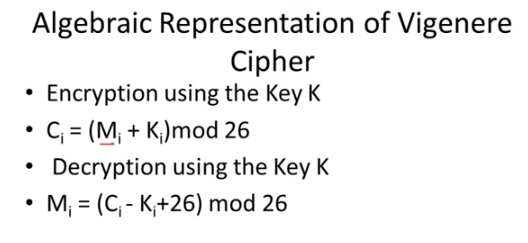 Algebraic Representation of Vigenere
Cipher
• Encryption using the Key K
• Cᵢ = (Mᵢ + Kᵢ)mod 26
• Decryption using the Key K
• Mᵢ = (Cᵢ - Kᵢ+26) mod 26